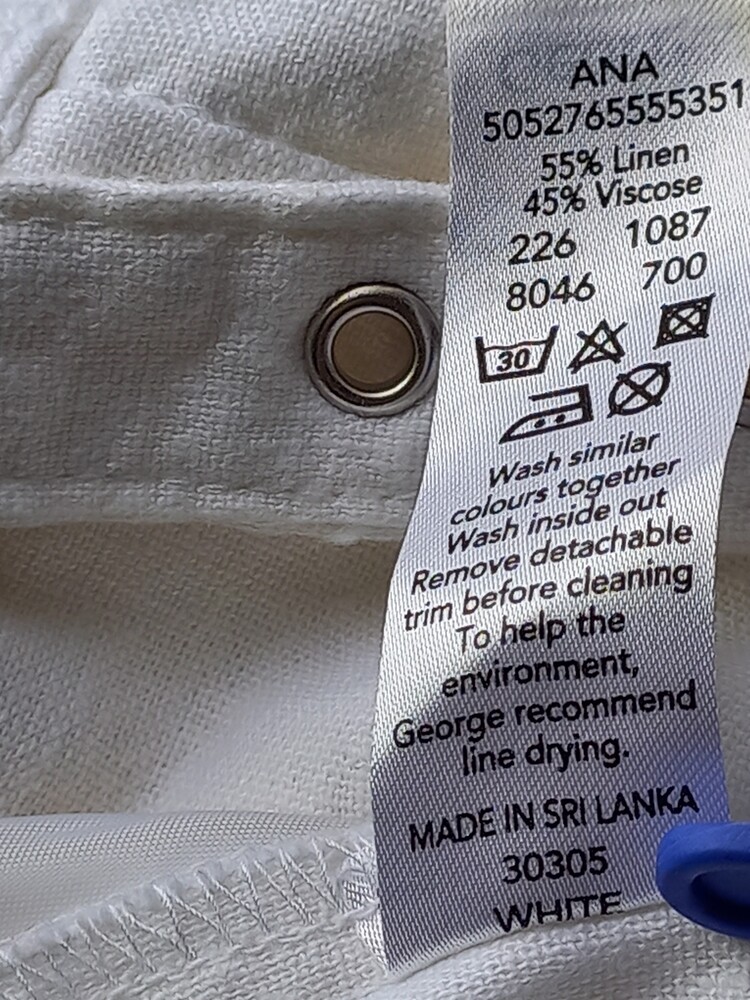 ANA
5052765555351
55% Linen
45% Viscose
226 1087
8046 700
30
Wash similar
colours together
Wash inside out
Remove detachable
trim before cleaning
To help the
environment,
George recommend
line drying.
MADE IN SRI LANKA
30305
WHITE